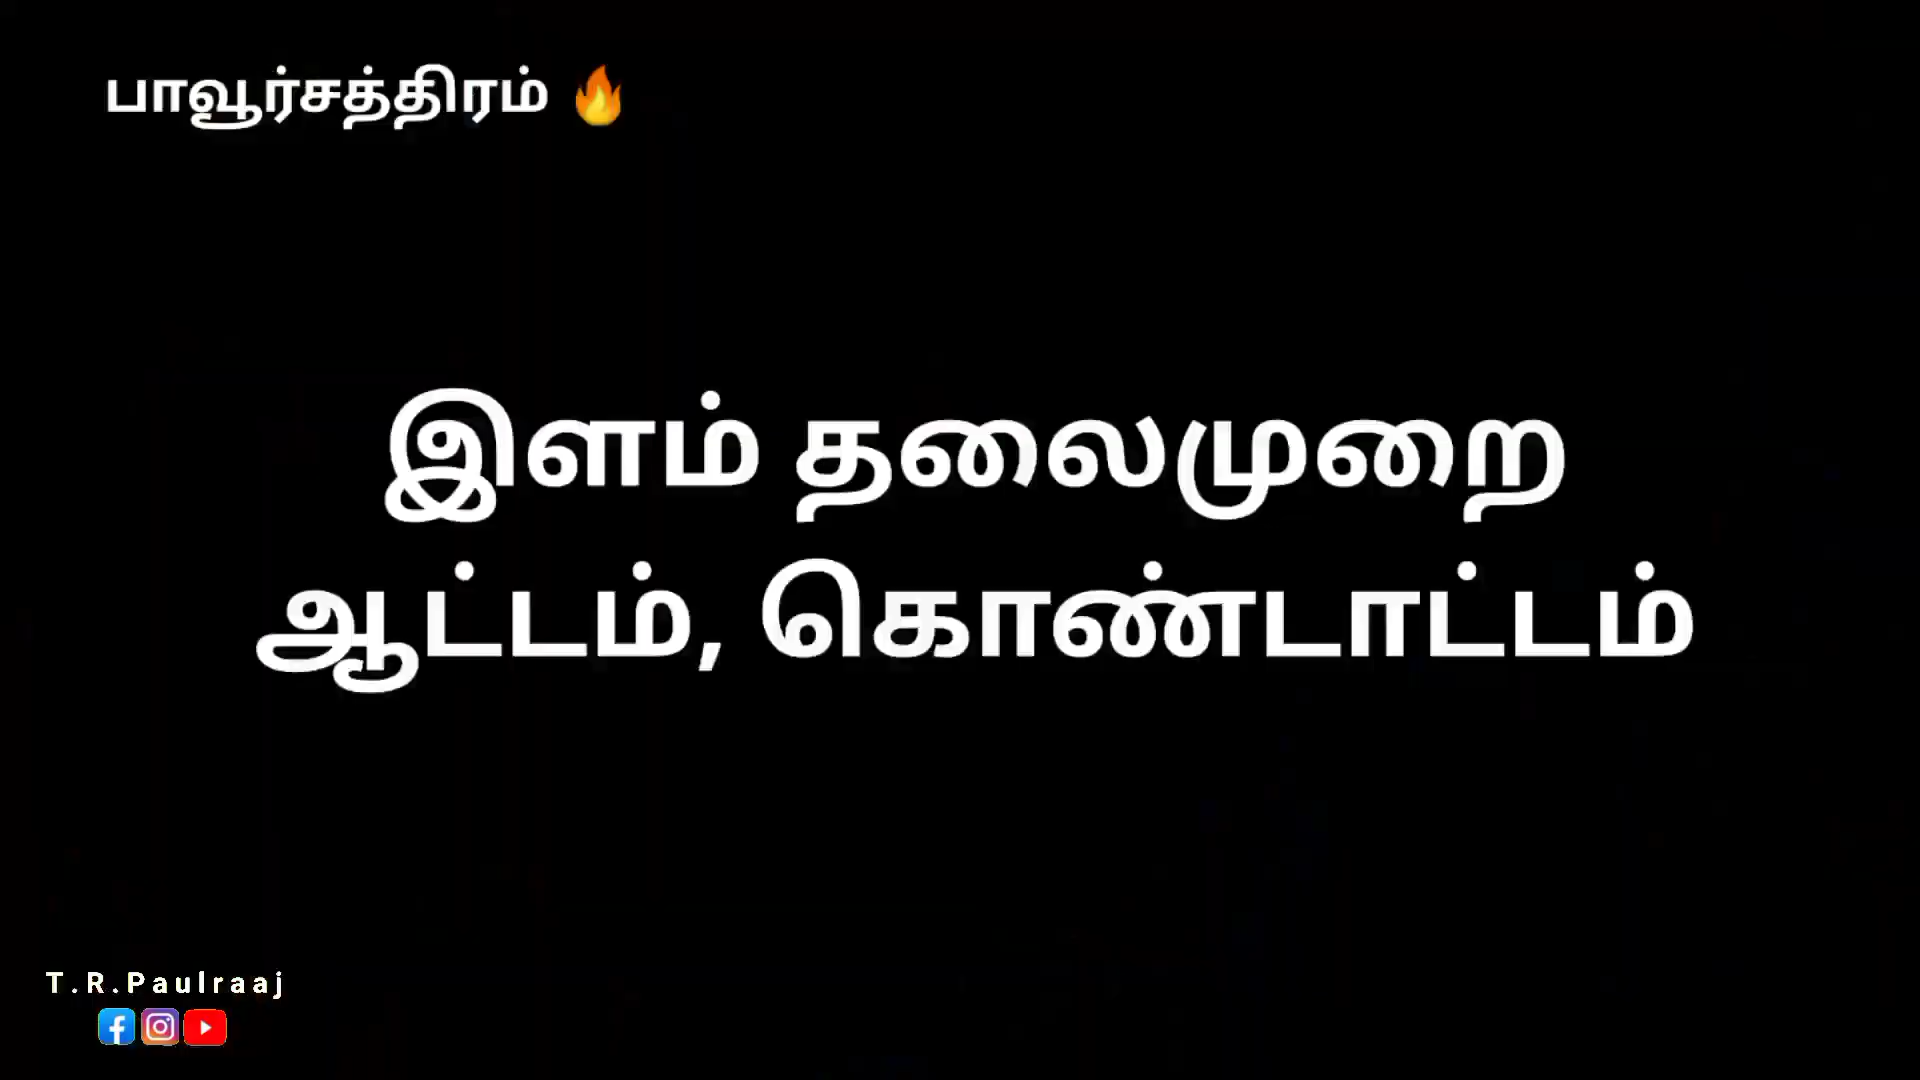 பாவூர்சத்திரம் 🔥
இளம் தலைமுறை
ஆட்டம், கொண்டாட்டம்
T.R.Paulraaj